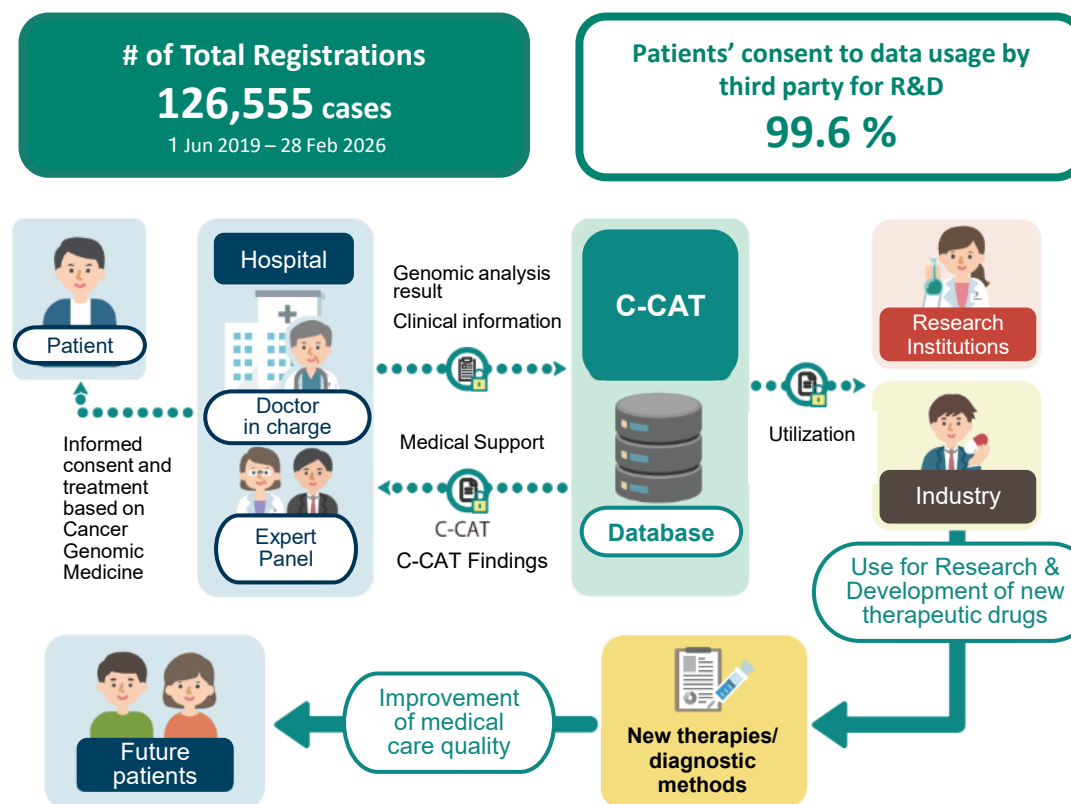 # of Total Registrations
126,555 cases
1 Jun 2019 – 28 Feb 2026
Patients’ consent to data usage by
third party for R&D
99.6 %
Patient
Informed
consent and
treatment
based on
Cancer
Genomic
Medicine
Hospital
Doctor
in charge
Expert
Panel
Genomic analysis
result
Clinical information
Medical Support
C-CAT
C-CAT Findings
C-CAT
Database
Utilization
Research
Institutions
Industry
Use for Research &
Development of new
therapeutic drugs
New therapies/
diagnostic
methods
Improvement
of medical
care quality
Future
patients